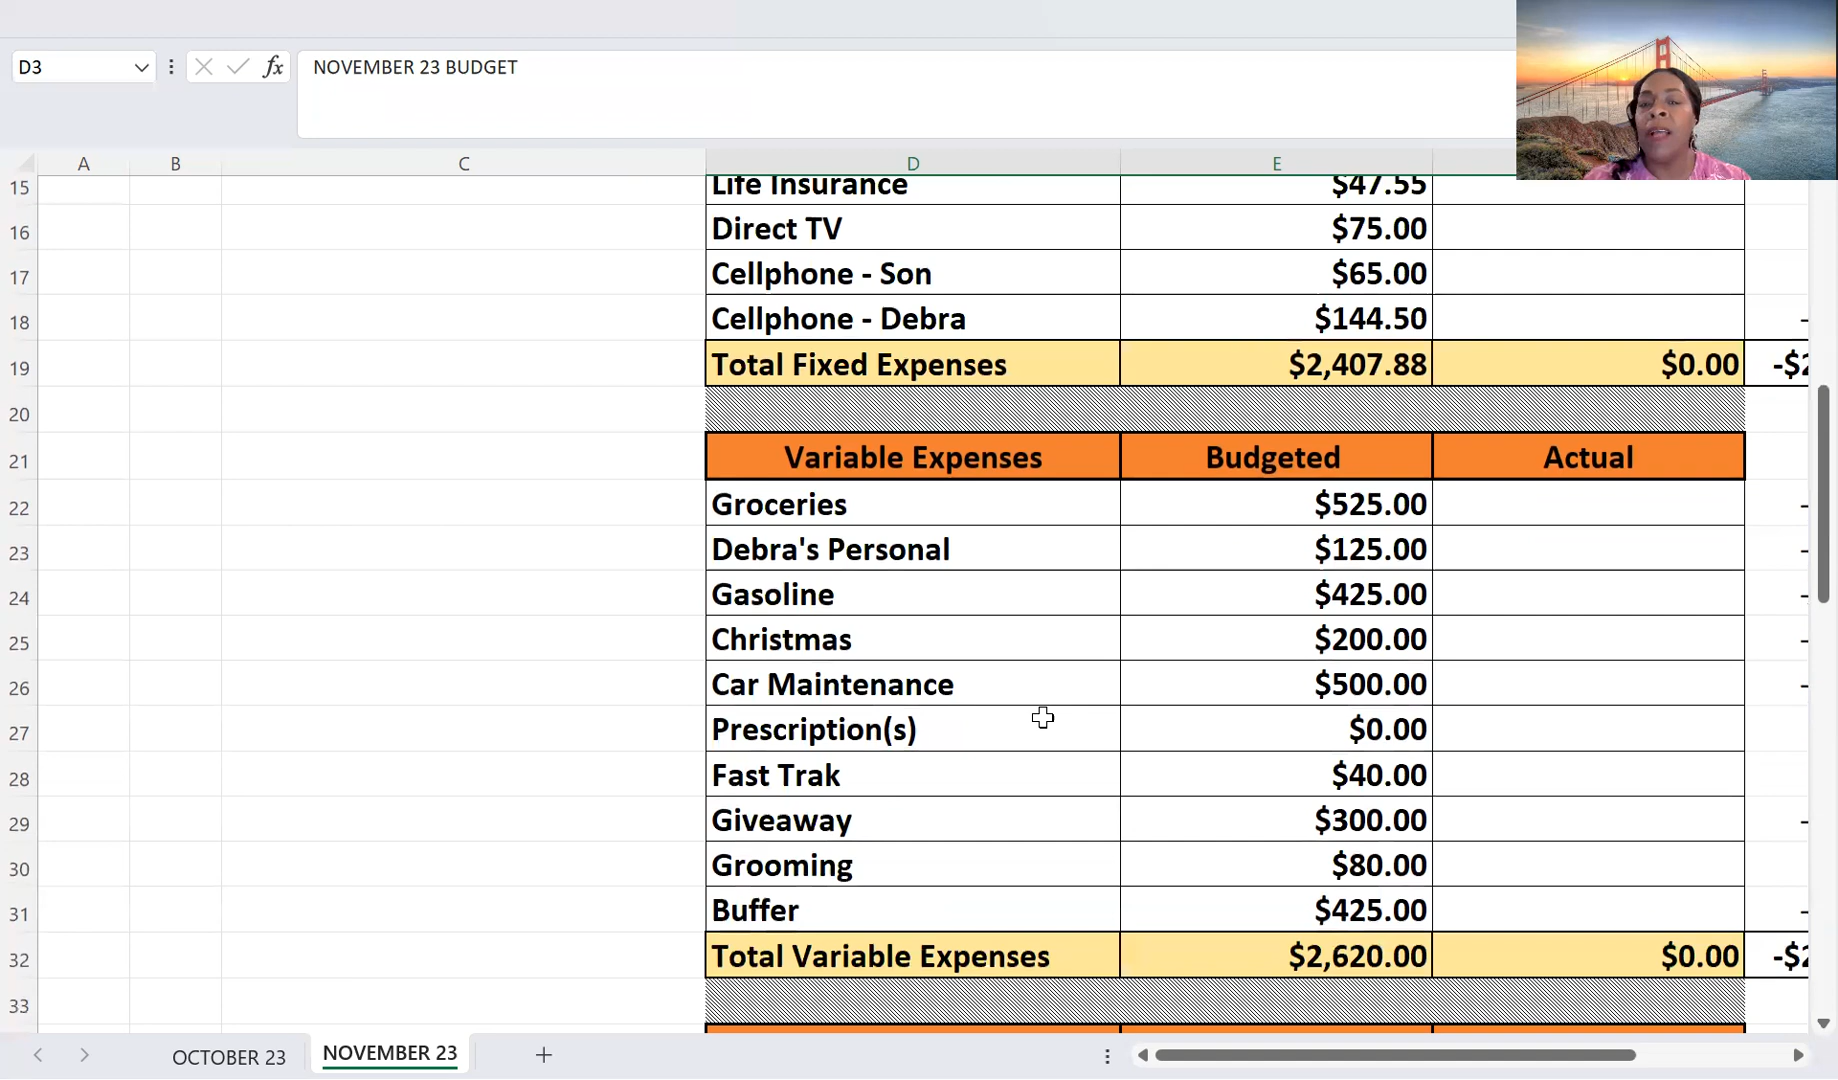 D3 fx NOVEMBER 23 BUDGET
A B C D E
15 Life Insurance $47.55
16 Direct TV $75.00
17 Cellphone - Son $65.00
18 Cellphone - Debra $144.50 -
19 Total Fixed Expenses $2,407.88 $0.00 -$2
20
21 Variable Expenses Budgeted Actual
22 Groceries $525.00 -
23 Debra's Personal $125.00 -
24 Gasoline $425.00 -
25 Christmas $200.00 -
26 Car Maintenance $500.00 -
27 Prescription(s) $0.00
28 Fast Trak $40.00
29 Giveaway $300.00 -
30 Grooming $80.00
31 Buffer $425.00 -
32 Total Variable Expenses $2,620.00 $0.00 -$2
33
OCTOBER 23 NOVEMBER 23 +